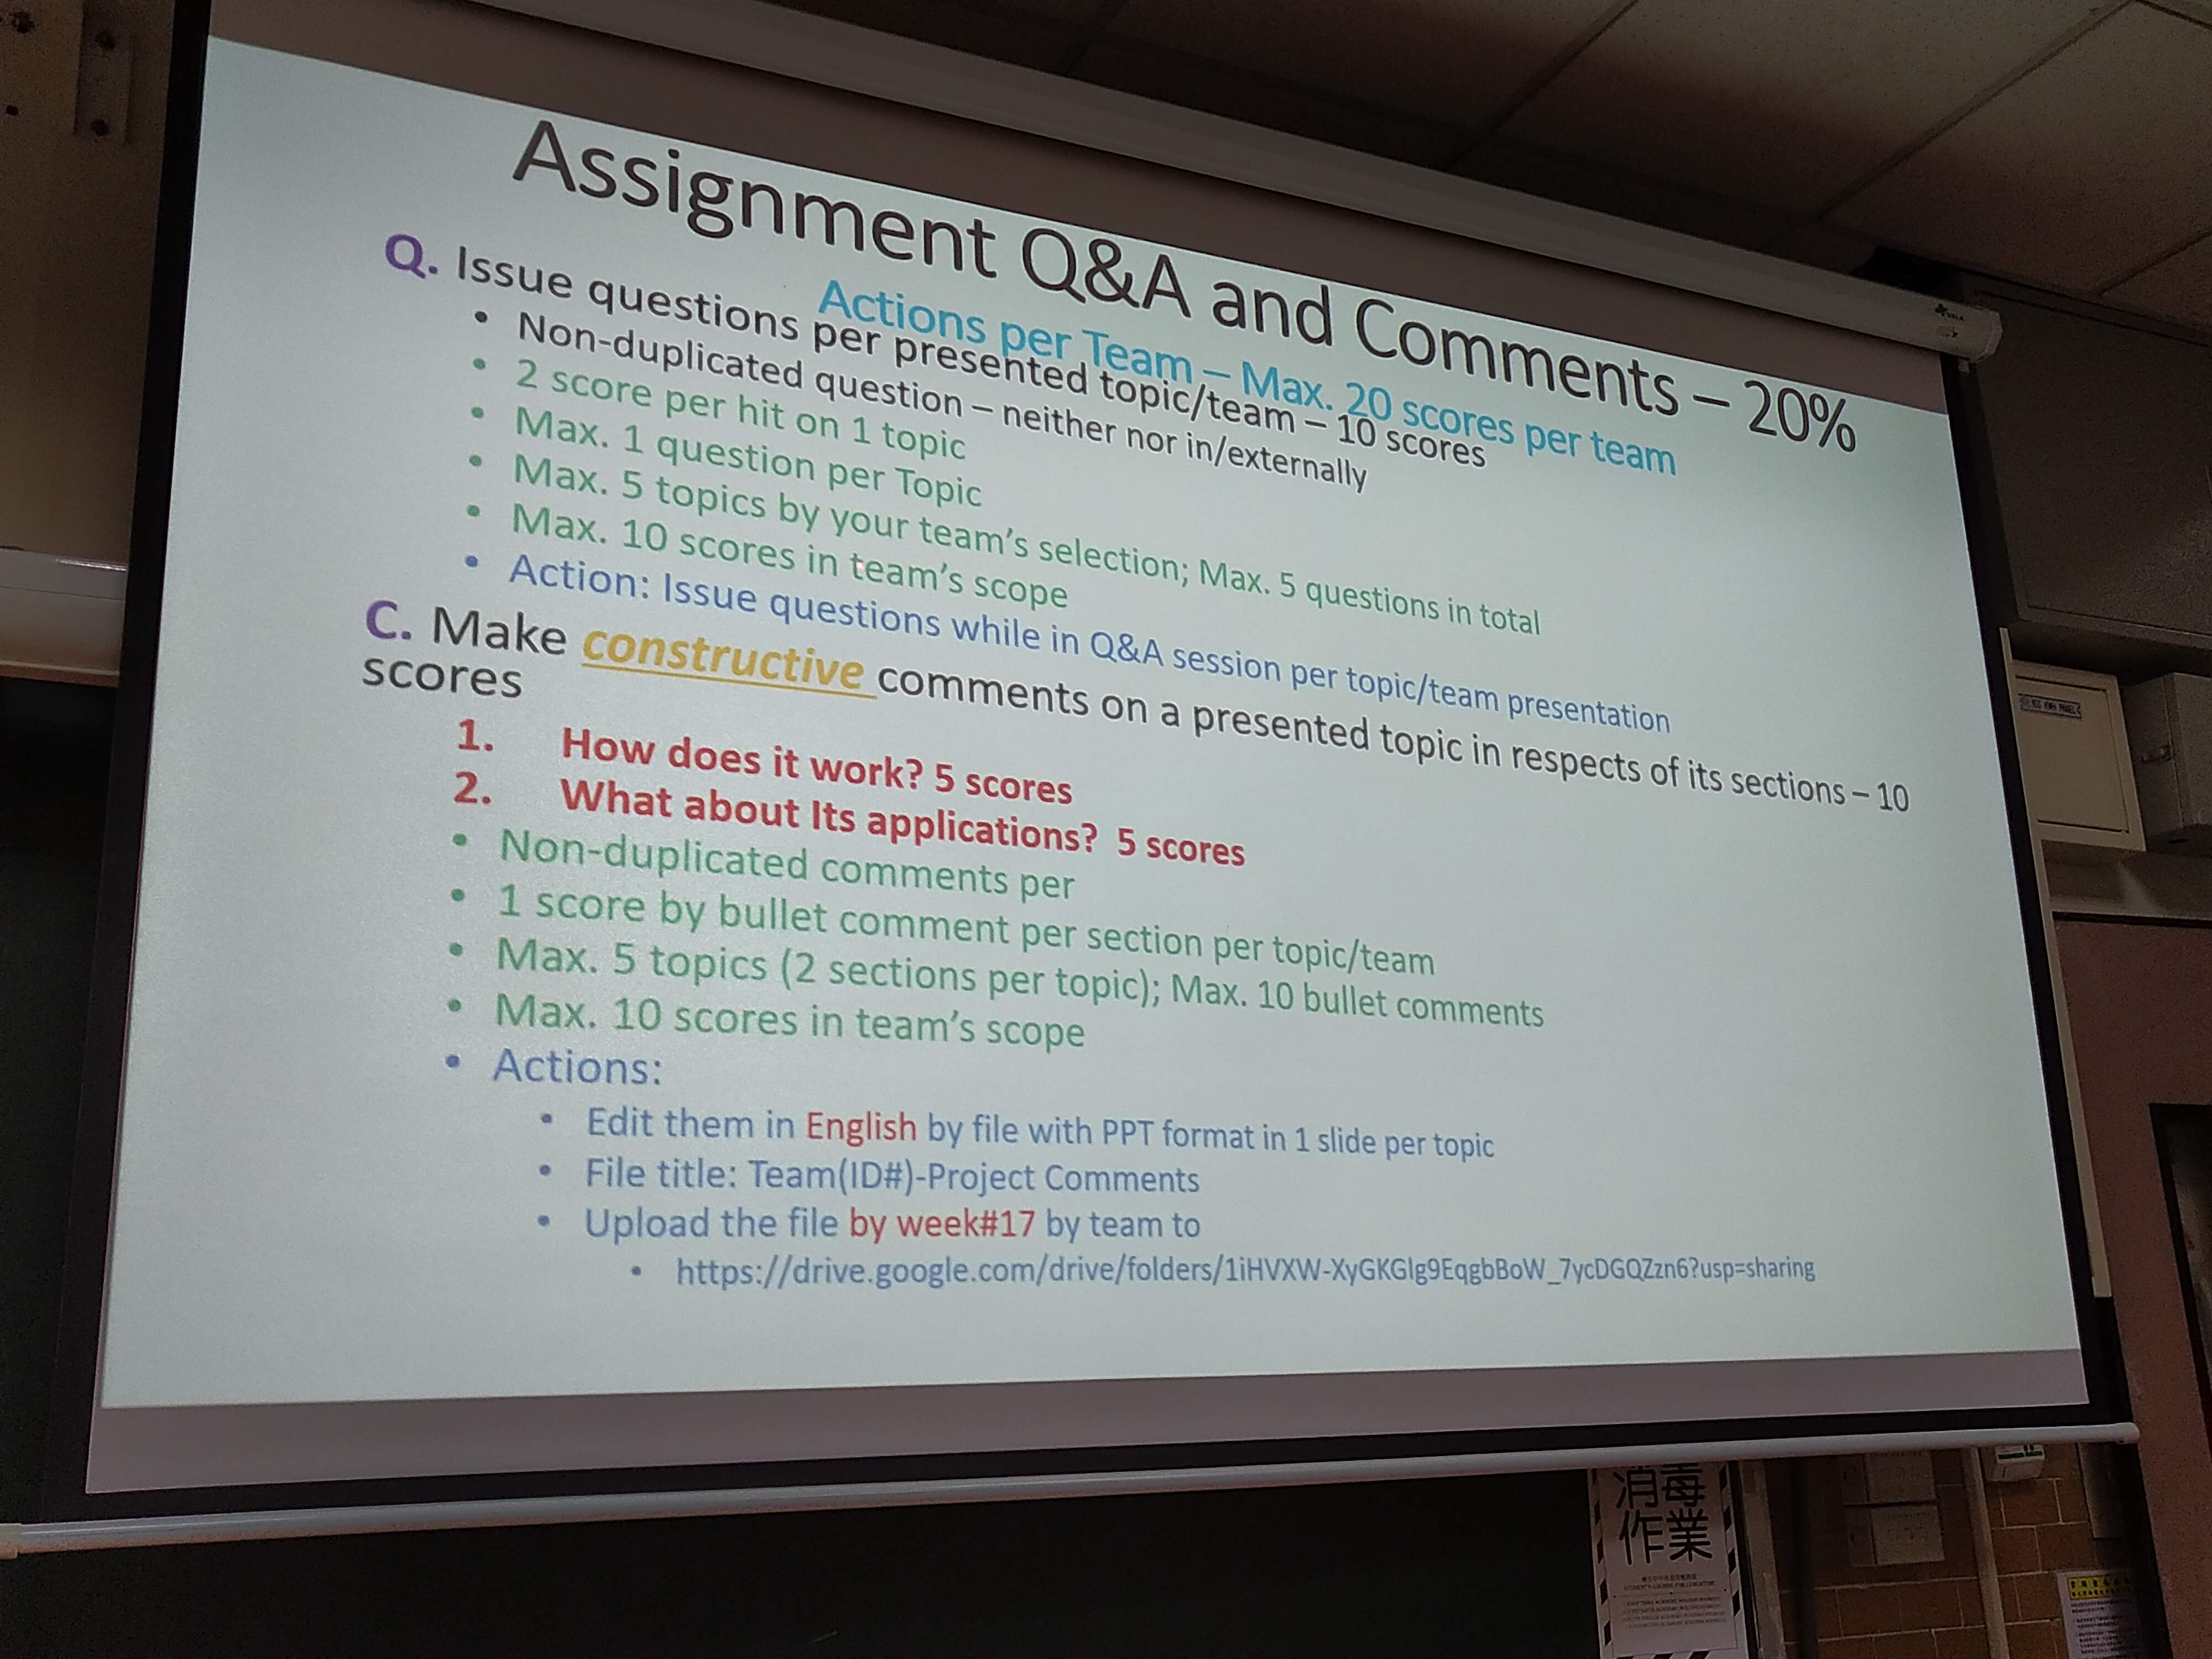 Assignment Q&A and Comments – 20%
Actions per Team – Max. 20 scores per team
Q. Issue questions per presented topic/team – 10 scores
• Non-duplicated question – neither nor in/externally
• 2 score per hit on 1 topic
• Max. 1 question per Topic
• Max. 5 topics by your team's selection; Max. 5 questions in total
• Max. 10 scores in team's scope
• Action: Issue questions while in Q&A session per topic/team presentation
C. Make constructive comments on a presented topic in respects of its sections – 10
scores
1. How does it work? 5 scores
2. What about Its applications? 5 scores
• Non-duplicated comments per
• 1 score by bullet comment per section per topic/team
• Max. 5 topics (2 sections per topic); Max. 10 bullet comments
• Max. 10 scores in team's scope
• Actions:
• Edit them in English by file with PPT format in 1 slide per topic
• File title: Team(ID#)-Project Comments
• Upload the file by week#17 by team to
• https://drive.google.com/drive/folders/1iHVXW-XyGKGlg9EqgbBoW_7ycDGQZzn6?usp=sharing
消毒
作業